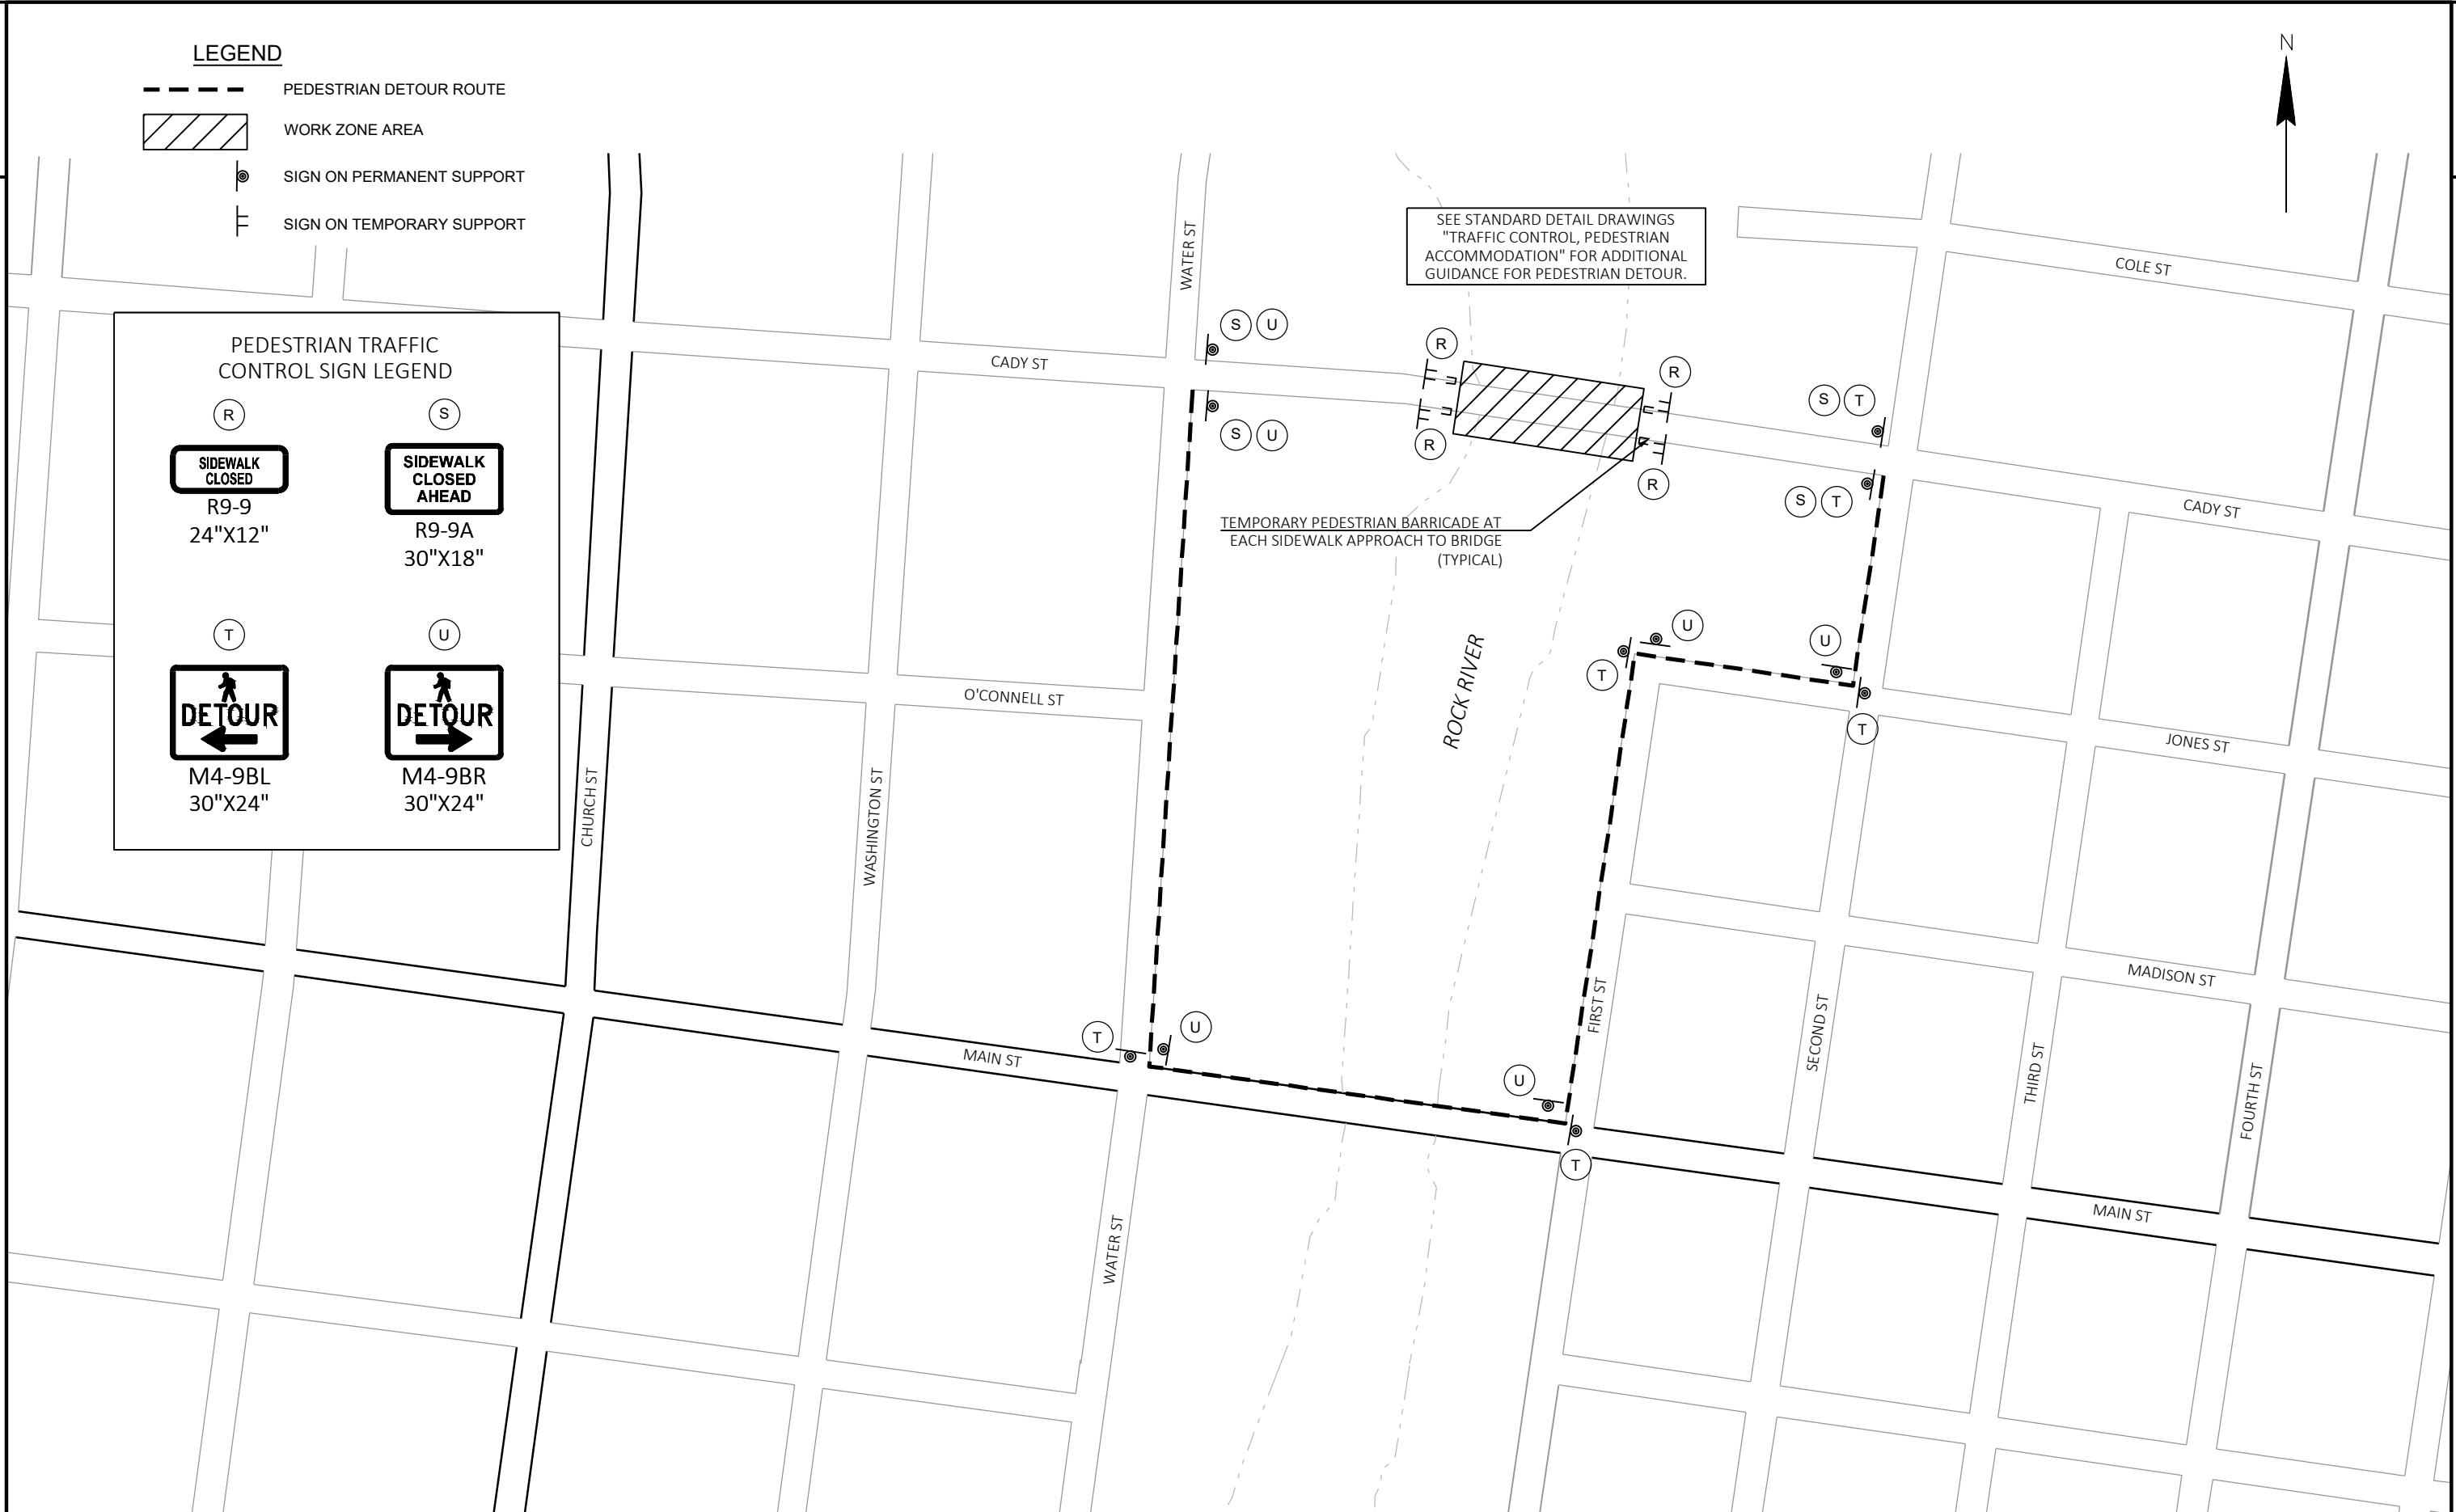 LEGEND
PEDESTRIAN DETOUR ROUTE
WORK ZONE AREA
SIGN ON PERMANENT SUPPORT
SIGN ON TEMPORARY SUPPORT
N
SEE STANDARD DETAIL DRAWINGS
"TRAFFIC CONTROL, PEDESTRIAN
ACCOMMODATION" FOR ADDITIONAL
GUIDANCE FOR PEDESTRIAN DETOUR.
PEDESTRIAN TRAFFIC
CONTROL SIGN LEGEND
R
SIDEWALK
CLOSED
R9-9
24"X12"
S
SIDEWALK
CLOSED
AHEAD
R9-9A
30"X18"
T
DETOUR
M4-9BL
30"X24"
U
DETOUR
M4-9BR
30"X24"
WATER ST
COLE ST
S U
CADY ST
S U
R
R
R
R
S T
S T
CADY ST
TEMPORARY PEDESTRIAN BARRICADE AT
EACH SIDEWALK APPROACH TO BRIDGE
(TYPICAL)
U
T
U
T
O'CONNELL ST
ROCK RIVER
JONES ST
CHURCH ST
WASHINGTON ST
MADISON ST
FIRST ST
SECOND ST
THIRD ST
FOURTH ST
T
U
MAIN ST
U
T
MAIN ST
WATER ST